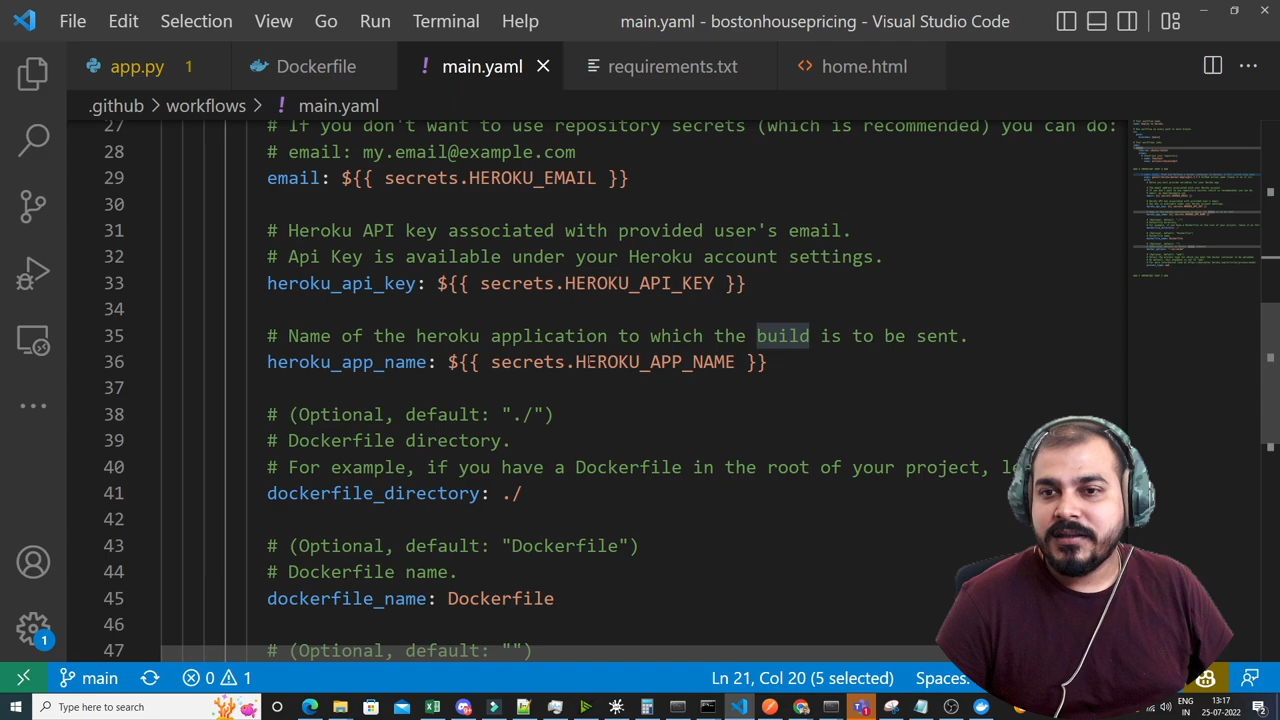 File Edit Selection View Go Run Terminal Help main.yaml - bostonhousepricing - Visual Studio Code
app.py 1 Dockerfile main.yaml requirements.txt home.html
.github > workflows > main.yaml
27 # If you don't want to use repository secrets (which is recommended) you can do:
28 # email: my.email@example.com
29 email: ${{ secrets.HEROKU_EMAIL }}
30
31 # Heroku API key associated with provided user's email.
32 # Api Key is available under your Heroku account settings.
33 heroku_api_key: ${{ secrets.HEROKU_API_KEY }}
34
35 # Name of the heroku application to which the build is to be sent.
36 heroku_app_name: ${{ secrets.HEROKU_APP_NAME }}
37
38 # (Optional, default: "./")
39 # Dockerfile directory.
40 # For example, if you have a Dockerfile in the root of your project, le
41 dockerfile_directory: ./
42
43 # (Optional, default: "Dockerfile")
44 # Dockerfile name.
45 dockerfile_name: Dockerfile
46
47 # (Optional, default: "")
1
main 0 1 Ln 21, Col 20 (5 selected) Spaces:
Type here to search
ENG
IN
13:17
25-07-2022